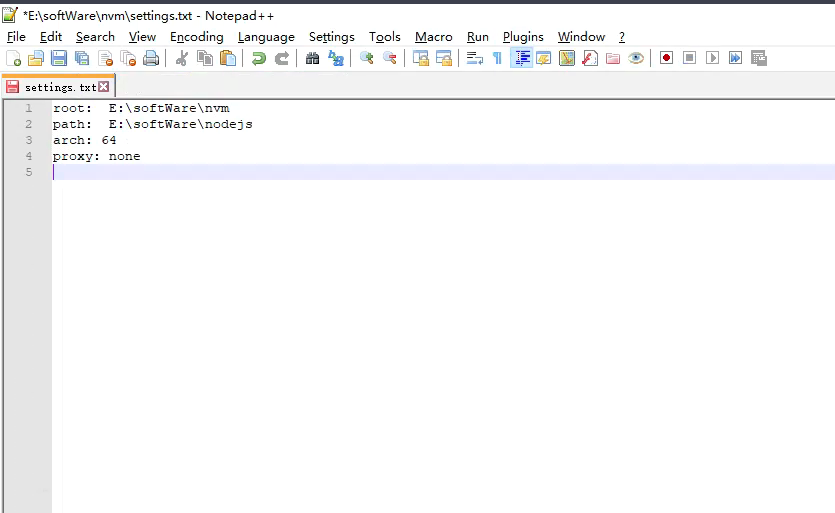 *E:\softWare\nvm\settings.txt - Notepad++
File Edit Search View Encoding Language Settings Tools Macro Run Plugins Window ?
settings.txt
1 root:  E:\softWare\nvm
2 path:  E:\softWare\nodejs
3 arch: 64
4 proxy: none
5